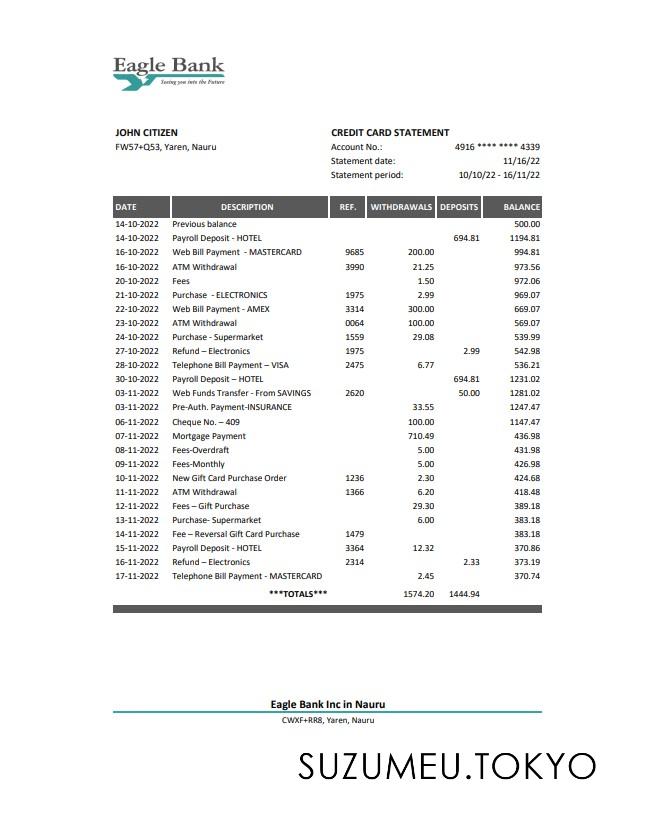 Eagle Bank
Seeing you into the Future
JOHN CITIZEN CREDIT CARD STATEMENT
FW57+Q53, Yaren, Nauru Account No.: 4916 **** **** 4339
Statement date: 11/16/22
Statement period: 10/10/22 - 16/11/22
DATE DESCRIPTION REF. WITHDRAWALS DEPOSITS BALANCE
14-10-2022 Previous balance 500.00
14-10-2022 Payroll Deposit - HOTEL 694.81 1194.81
16-10-2022 Web Bill Payment - MASTERCARD 9685 200.00 994.81
16-10-2022 ATM Withdrawal 3990 21.25 973.56
20-10-2022 Fees 1.50 972.06
21-10-2022 Purchase - ELECTRONICS 1975 2.99 969.07
22-10-2022 Web Bill Payment - AMEX 3314 300.00 669.07
23-10-2022 ATM Withdrawal 0064 100.00 569.07
24-10-2022 Purchase - Supermarket 1559 29.08 539.99
27-10-2022 Refund – Electronics 1975 2.99 542.98
28-10-2022 Telephone Bill Payment – VISA 2475 6.77 536.21
30-10-2022 Payroll Deposit – HOTEL 694.81 1231.02
03-11-2022 Web Funds Transfer - From SAVINGS 2620 50.00 1281.02
03-11-2022 Pre-Auth. Payment-INSURANCE 33.55 1247.47
06-11-2022 Cheque No. – 409 100.00 1147.47
07-11-2022 Mortgage Payment 710.49 436.98
08-11-2022 Fees-Overdraft 5.00 431.98
09-11-2022 Fees-Monthly 5.00 426.98
10-11-2022 New Gift Card Purchase Order 1236 2.30 424.68
11-11-2022 ATM Withdrawal 1366 6.20 418.48
12-11-2022 Fees – Gift Purchase 29.30 389.18
13-11-2022 Purchase- Supermarket 6.00 383.18
14-11-2022 Fee – Reversal Gift Card Purchase 1479 383.18
15-11-2022 Payroll Deposit - HOTEL 3364 12.32 370.86
16-11-2022 Refund – Electronics 2314 2.33 373.19
17-11-2022 Telephone Bill Payment - MASTERCARD 2.45 370.74
***TOTALS*** 1574.20 1444.94
Eagle Bank Inc in Nauru
CWXF+RR8, Yaren, Nauru
SUZUMEU.TOKYO